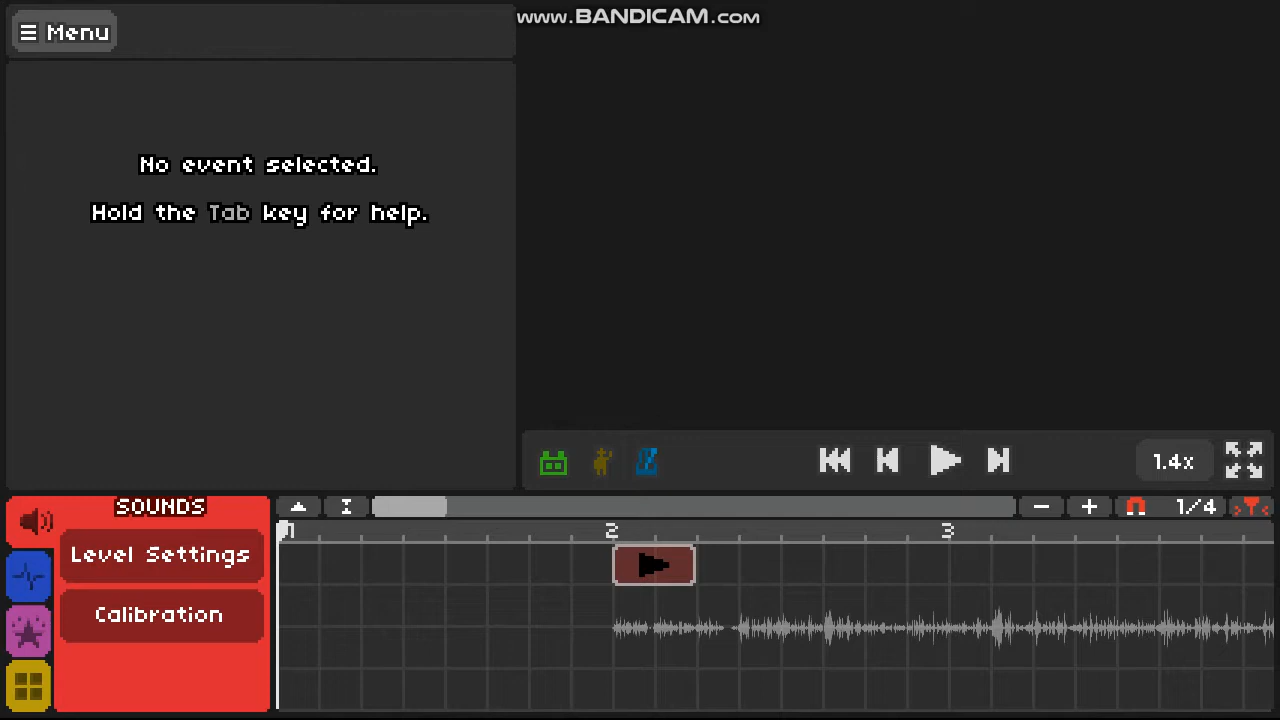 www.BANDICAM.com
Menu
No event selected.
Hold the Tab key for help.
1.4x
SOUNDS
1/4
Level Settings
Calibration
1 2 3